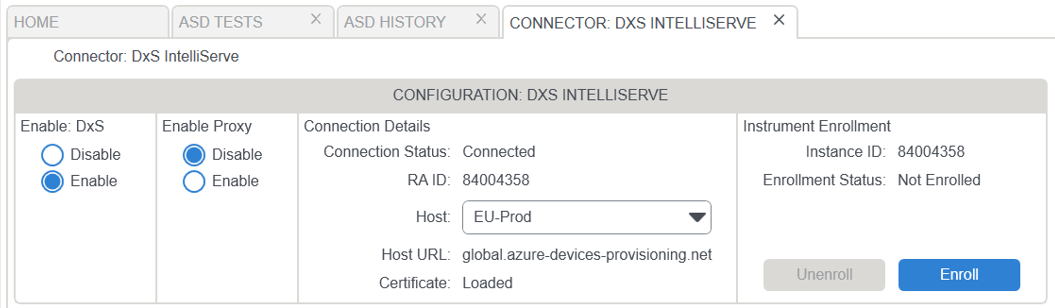 HOME
ASD TESTS
ASD HISTORY
CONNECTOR: DXS INTELLISERVE
Connector: DxS IntelliServe
CONFIGURATION: DXS INTELLISERVE
Enable: DxS
Disable
Enable
Enable Proxy
Disable
Enable
Connection Details
Connection Status: Connected
RA ID: 84004358
Host: EU-Prod
Host URL: global.azure-devices-provisioning.net
Certificate: Loaded
Instrument Enrollment
Instance ID: 84004358
Enrollment Status: Not Enrolled
Unenroll
Enroll